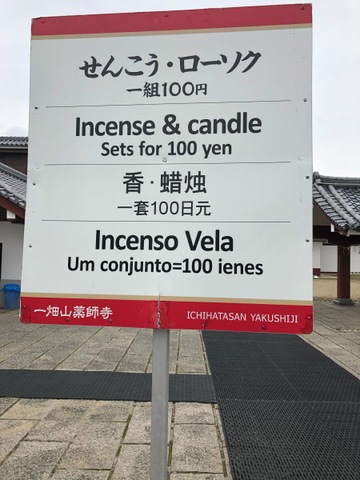 せんこう・ローソク
一組100円
Incense & candle
Sets for 100 yen
香·蜡烛
一套100日元
Incenso Vela
Um conjunto=100 ienes
一畑山薬師寺 ICHIHATASAN YAKUSHIJI